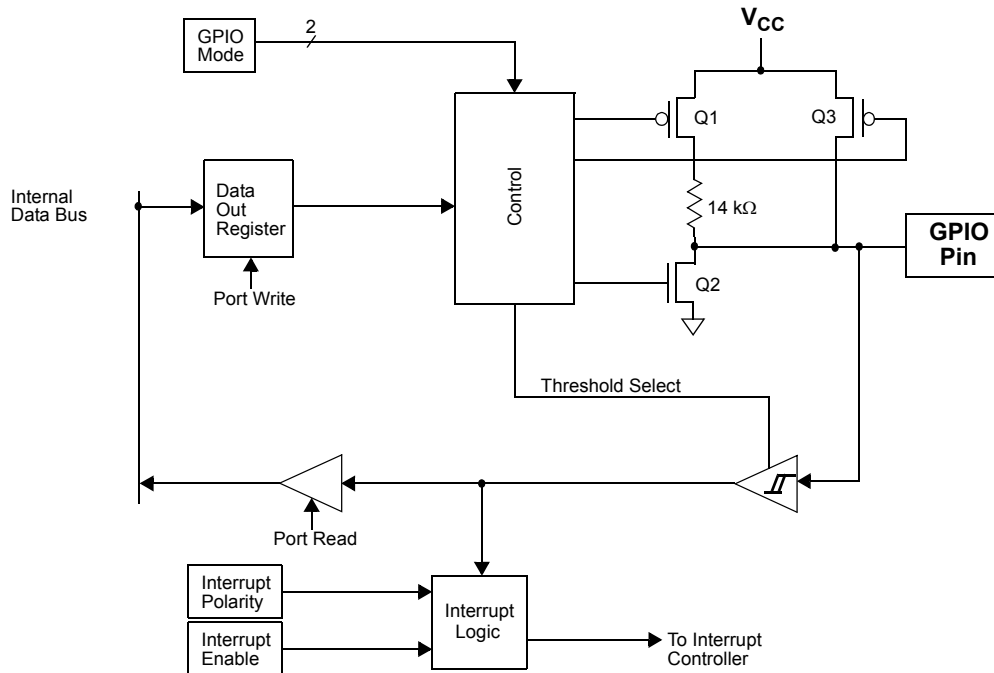 VCC
GPIO
Mode
2
Q1
Q3
Control
Internal
Data Bus
Data
Out
Register
14 kΩ
GPIO
Pin
Q2
Port Write
Threshold Select
Port Read
Interrupt
Polarity
Interrupt
Logic
Interrupt
Enable
To Interrupt
Controller